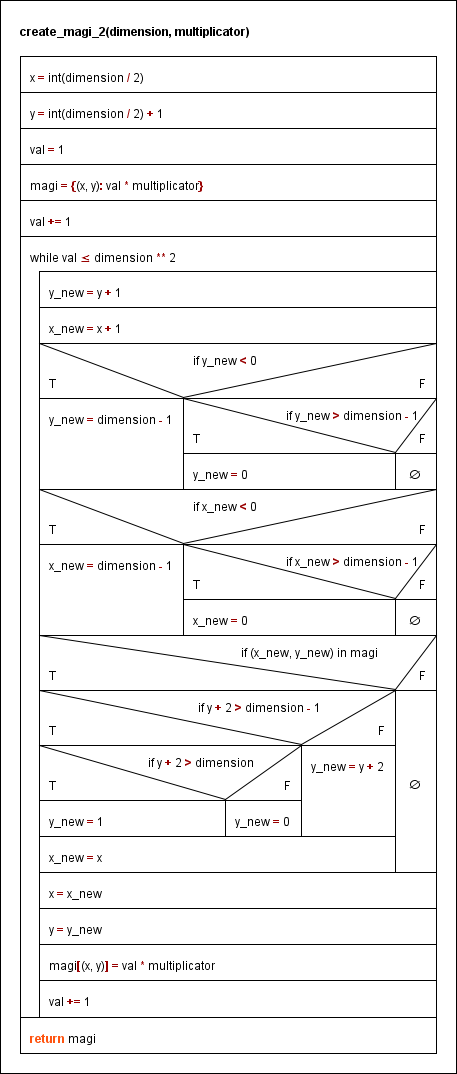 create_magi_2(dimension, multiplicator)
x = int(dimension / 2)
y = int(dimension / 2) + 1
val = 1
magi = {(x, y): val * multiplicator}
val += 1
while val ≤ dimension ** 2
y_new = y + 1
x_new = x + 1
if y_new < 0
T F
y_new = dimension - 1
if y_new > dimension - 1
T F
y_new = 0
∅
if x_new < 0
T F
x_new = dimension - 1
if x_new > dimension - 1
T F
x_new = 0
∅
if (x_new, y_new) in magi
T F
if y + 2 > dimension - 1
T F
if y + 2 > dimension
T F
y_new = y + 2
∅
y_new = 1
y_new = 0
x_new = x
x = x_new
y = y_new
magi[(x, y)] = val * multiplicator
val += 1
return magi